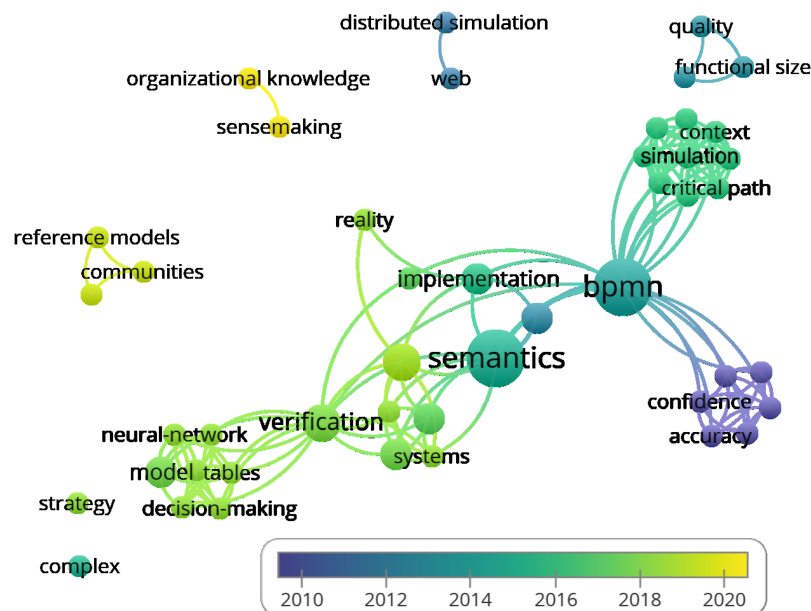 distributed simulation
quality
organizational knowledge
web
functional size
sensemaking
context
simulation
critical path
reality
reference models
communities
implementation
bpmn
semantics
confidence
neural-network
verification
accuracy
model tables
systems
strategy
decision-making
complex
2010 2012 2014 2016 2018 2020